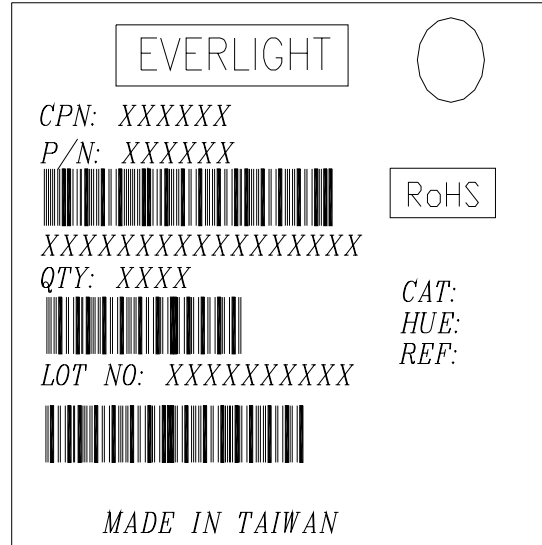 EVERLIGHT
CPN: XXXXXX
P/N: XXXXXX
RoHS
XXXXXXXXXXXXXXXXX
QTY: XXXX
CAT:
HUE:
REF:
LOT NO: XXXXXXXXXX
MADE IN TAIWAN